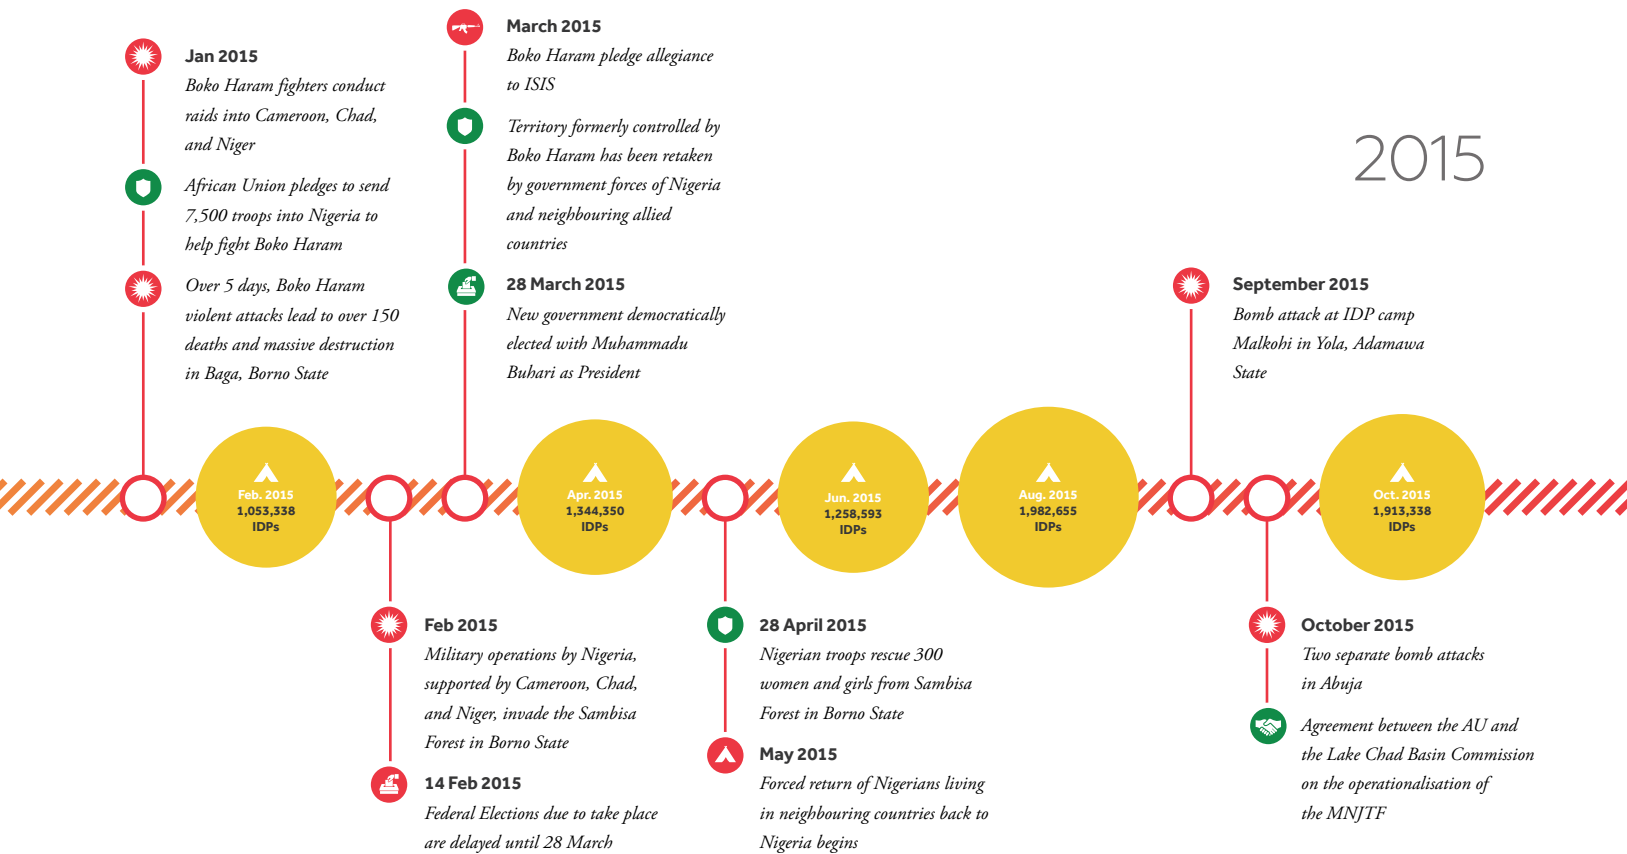 Jan 2015
Boko Haram fighters conduct
raids into Cameroon, Chad,
and Niger
African Union pledges to send
7,500 troops into Nigeria to
help fight Boko Haram
Over 5 days, Boko Haram
violent attacks lead to over 150
deaths and massive destruction
in Baga, Borno State
March 2015
Boko Haram pledge allegiance
to ISIS
Territory formerly controlled by
Boko Haram has been retaken
by government forces of Nigeria
and neighbouring allied
countries
28 March 2015
New government democratically
elected with Muhammadu
Buhari as President
2015
September 2015
Bomb attack at IDP camp
Malkohi in Yola, Adamawa
State
Feb. 2015
1,053,338
IDPs
Apr. 2015
1,344,350
IDPs
Jun. 2015
1,258,593
IDPs
Aug. 2015
1,982,655
IDPs
Oct. 2015
1,913,338
IDPs
Feb 2015
Military operations by Nigeria,
supported by Cameroon, Chad,
and Niger, invade the Sambisa
Forest in Borno State
14 Feb 2015
Federal Elections due to take place
are delayed until 28 March
28 April 2015
Nigerian troops rescue 300
women and girls from Sambisa
Forest in Borno State
May 2015
Forced return of Nigerians living
in neighbouring countries back to
Nigeria begins
October 2015
Two separate bomb attacks
in Abuja
Agreement between the AU and
the Lake Chad Basin Commission
on the operationalisation of
the MNJTF